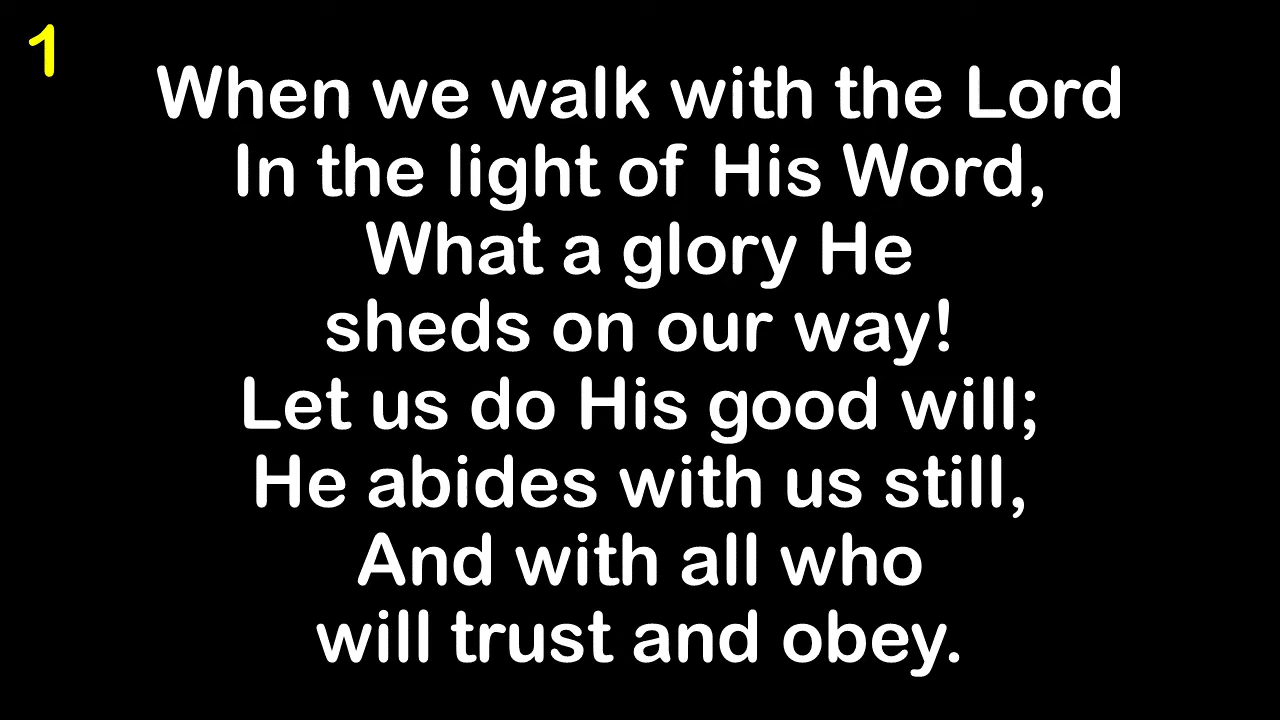 1
When we walk with the Lord
In the light of His Word,
What a glory He
sheds on our way!
Let us do His good will;
He abides with us still,
And with all who
will trust and obey.